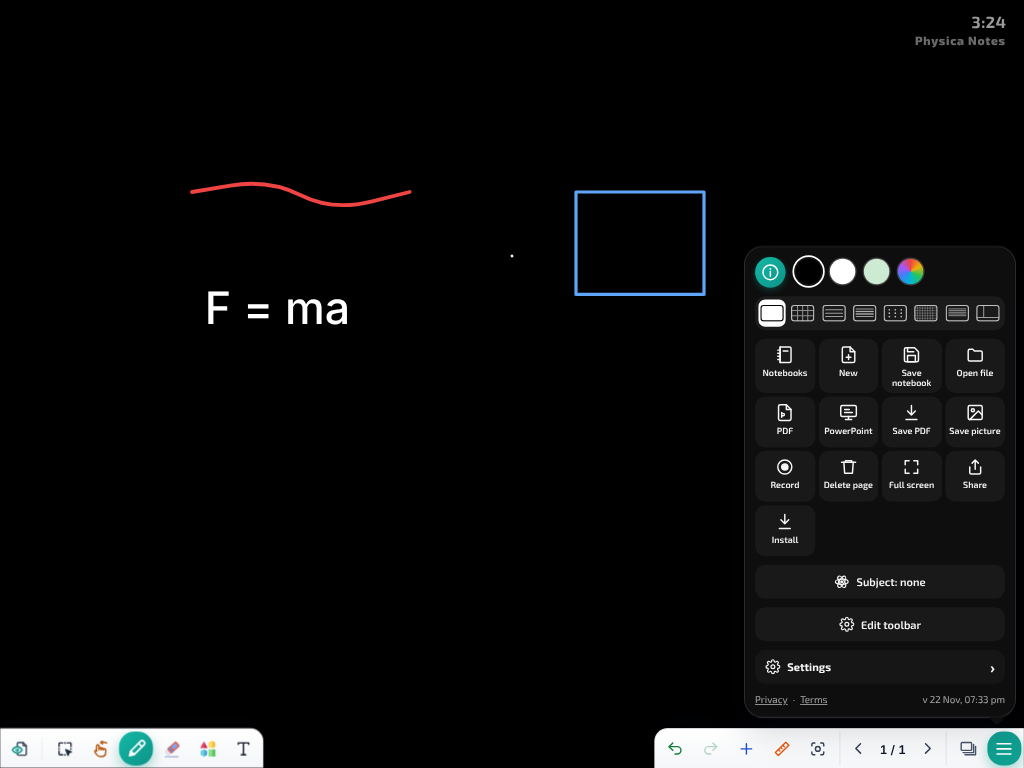 3:24
Physica Notes
F = ma
Notebooks
New
Save notebook
Open file
PDF
PowerPoint
Save PDF
Save picture
Record
Delete page
Full screen
Share
Install
Subject: none
Edit toolbar
Settings ›
Privacy · Terms v 22 Nov, 07:33 pm
T
1 / 1